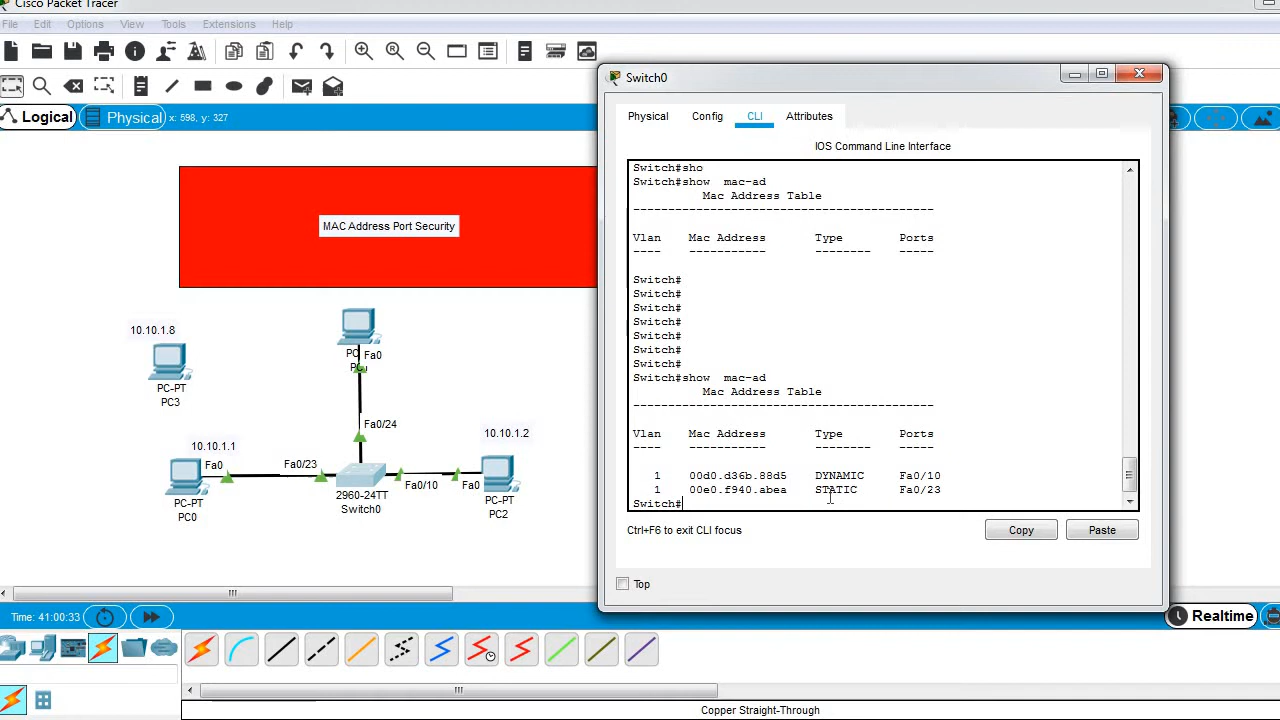 Cisco Packet Tracer
File Edit Options View Tools Extensions Help
Logical Physical x: 598, y: 327
MAC Address Port Security
10.10.1.8
PC-PT
PC3
PC
Fa0
Fa0/24
10.10.1.1
Fa0
Fa0/23
PC-PT
PC0
2960-24TT
Switch0
Fa0/10
Fa0
10.10.1.2
PC-PT
PC2
Switch0
Physical Config CLI Attributes
IOS Command Line Interface
Switch#sho
Switch#show  mac-ad
Mac Address Table
-------------------------------------------
Vlan Mac Address Type Ports
---- ----------- -------- -----
Switch#
Switch#
Switch#
Switch#
Switch#
Switch#
Switch#
Switch#show  mac-ad
Mac Address Table
-------------------------------------------
Vlan Mac Address Type Ports
---- ----------- -------- -----
1 00d0.d36b.88d5 DYNAMIC Fa0/10
1 00e0.f940.abea STATIC Fa0/23
Switch#
Ctrl+F6 to exit CLI focus
Copy Paste
Top
Time: 41:00:33
Realtime
Copper Straight-Through